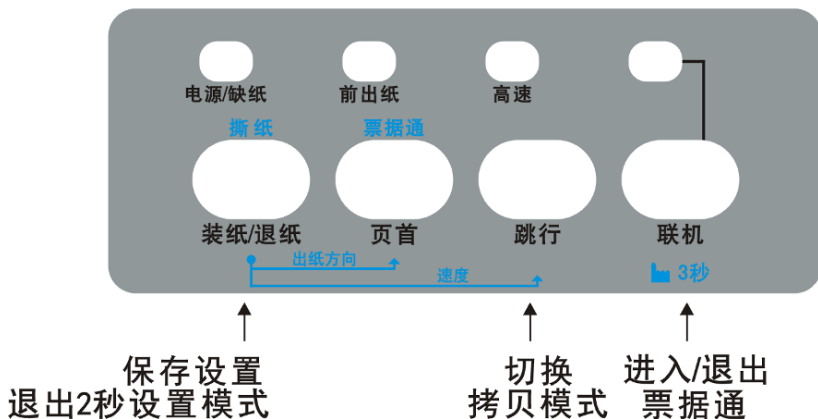 电源/缺纸 前出纸 高速
撕纸 票据通
装纸/退纸 页首 跳行 联机
出纸方向
速度 3秒
保存设置 切换 进入/退出
退出2秒设置模式 拷贝模式 票据通